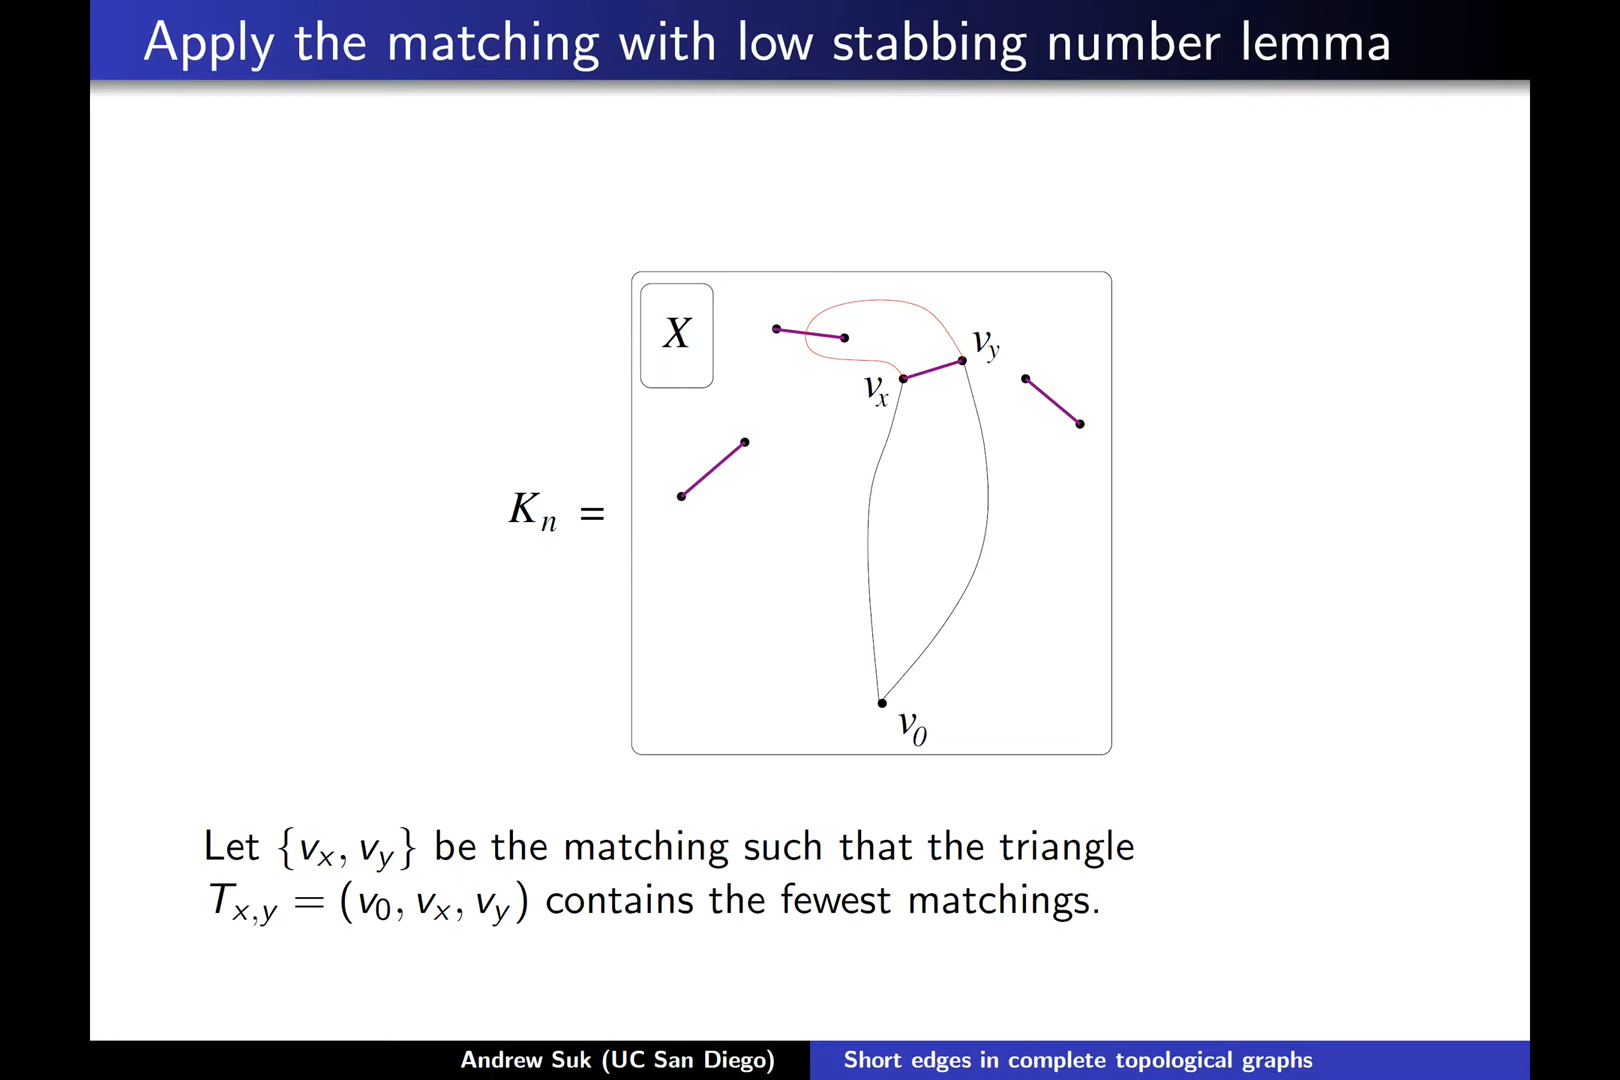 Apply the matching with low stabbing number lemma
X
v_y
v_x
K_n =
v_0
Let {v_x, v_y} be the matching such that the triangle
T_{x,y} = (v_0, v_x, v_y) contains the fewest matchings.
Andrew Suk (UC San Diego)
Short edges in complete topological graphs